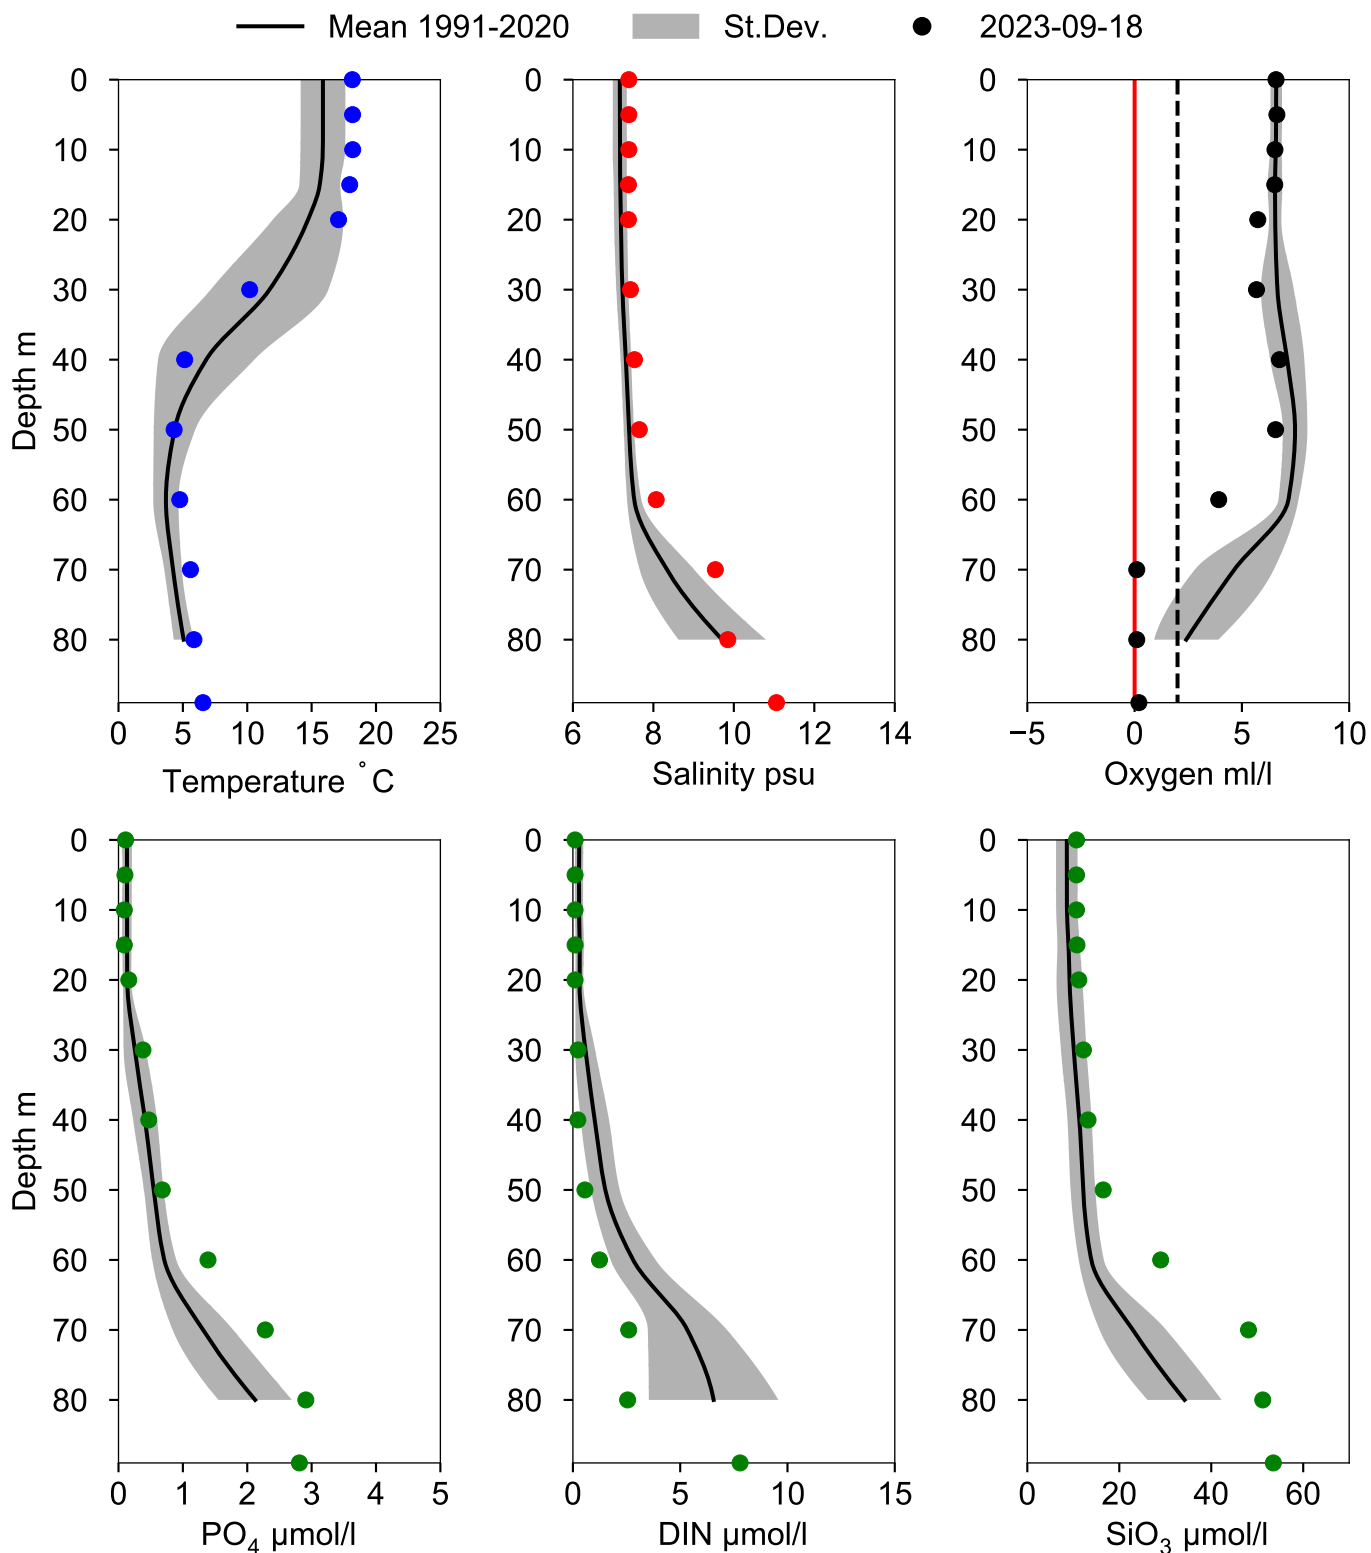 Mean 1991-2020 St.Dev. 2023-09-18
0 0 0
10 10 10
20 20 20
30 30 30
40 40 40
50 50 50
60 60 60
70 70 70
80 80 80
Depth m
0 5 10 15 20 25 6 8 10 12 14 −5 0 5 10
Temperature °C Salinity psu Oxygen ml/l
0 0 0
10 10 10
20 20 20
30 30 30
40 40 40
50 50 50
60 60 60
70 70 70
80 80 80
Depth m
0 1 2 3 4 5 0 5 10 15 0 20 40 60
PO₄ µmol/l DIN µmol/l SiO₃ µmol/l